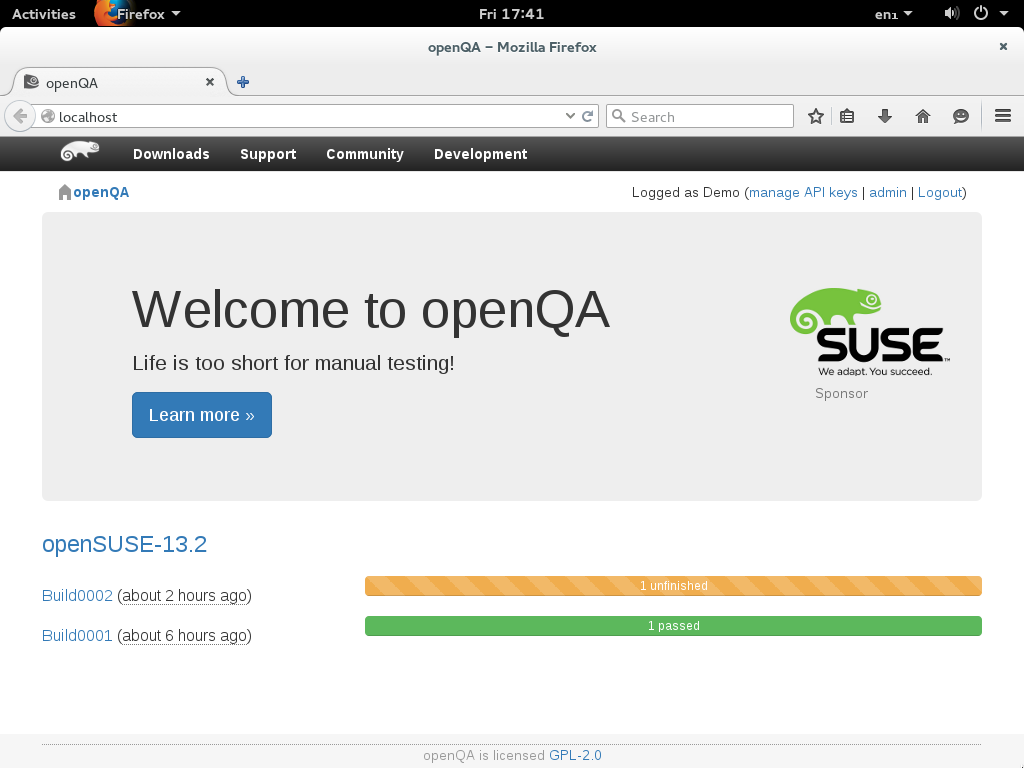 Activities Firefox Fri 17:41 en1
openQA – Mozilla Firefox
openQA
localhost Search
Downloads Support Community Development
openQA Logged as Demo (manage API keys | admin | Logout)
Welcome to openQA
Life is too short for manual testing!
Learn more »
SUSE™
We adapt. You succeed.
Sponsor
openSUSE-13.2
Build0002 (about 2 hours ago) 1 unfinished
Build0001 (about 6 hours ago) 1 passed
openQA is licensed GPL-2.0